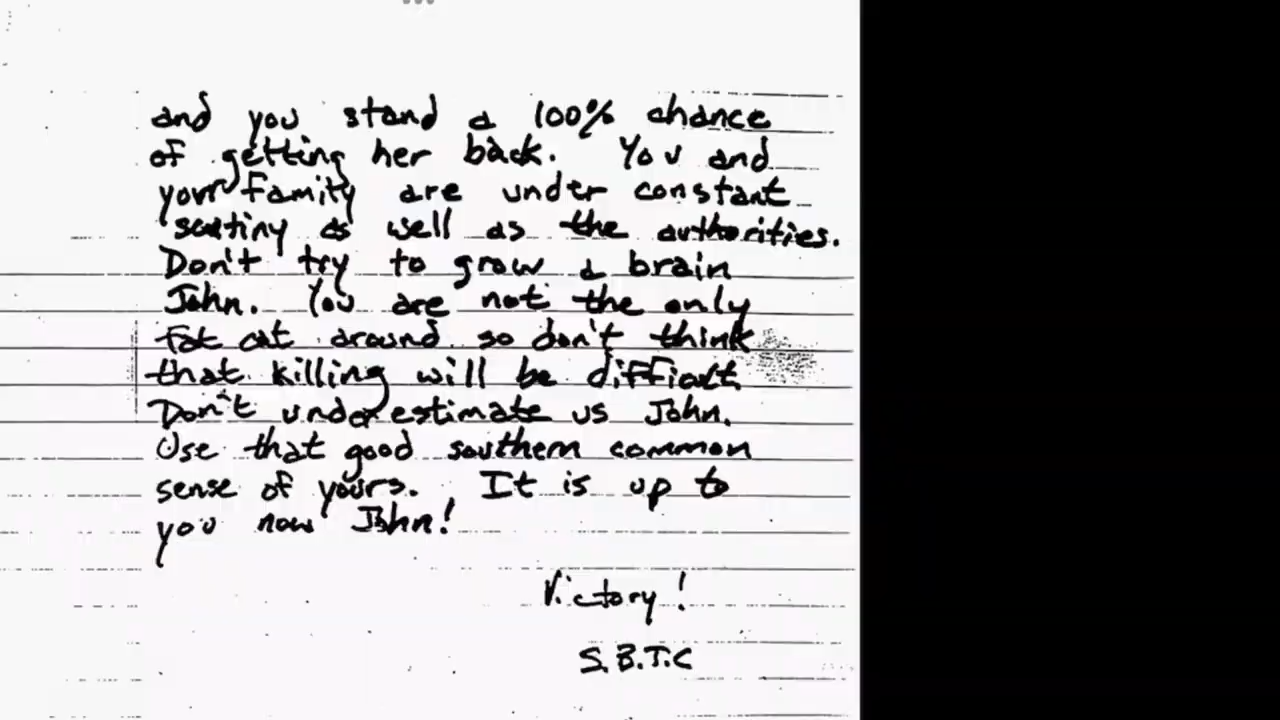 and you stand a 100% chance
of getting her back. You and
your family are under constant
scutiny as well as the authorities.
Don't try to grow a brain
John. You are not the only
fat cat around so don't think
that killing will be difficult.
Don't underestimate us John.
Use that good southern common
sense of yours. It is up to
you now John!
Victory!
S.B.T.C